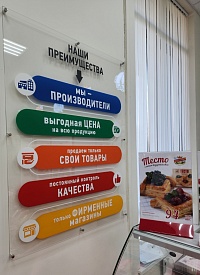 НАШИ
ПРЕИМУЩЕСТВА
МЫ –
ПРОИЗВОДИТЕЛИ
ВЫГОДНАЯ ЦЕНА
НА ВСЮ ПРОДУКЦИЮ
ПРОДАЕМ ТОЛЬКО
СВОИ ТОВАРЫ
ПОСТОЯННЫЙ КОНТРОЛЬ
КАЧЕСТВА
ТОЛЬКО ФИРМЕННЫЕ
МАГАЗИНЫ
Тесто